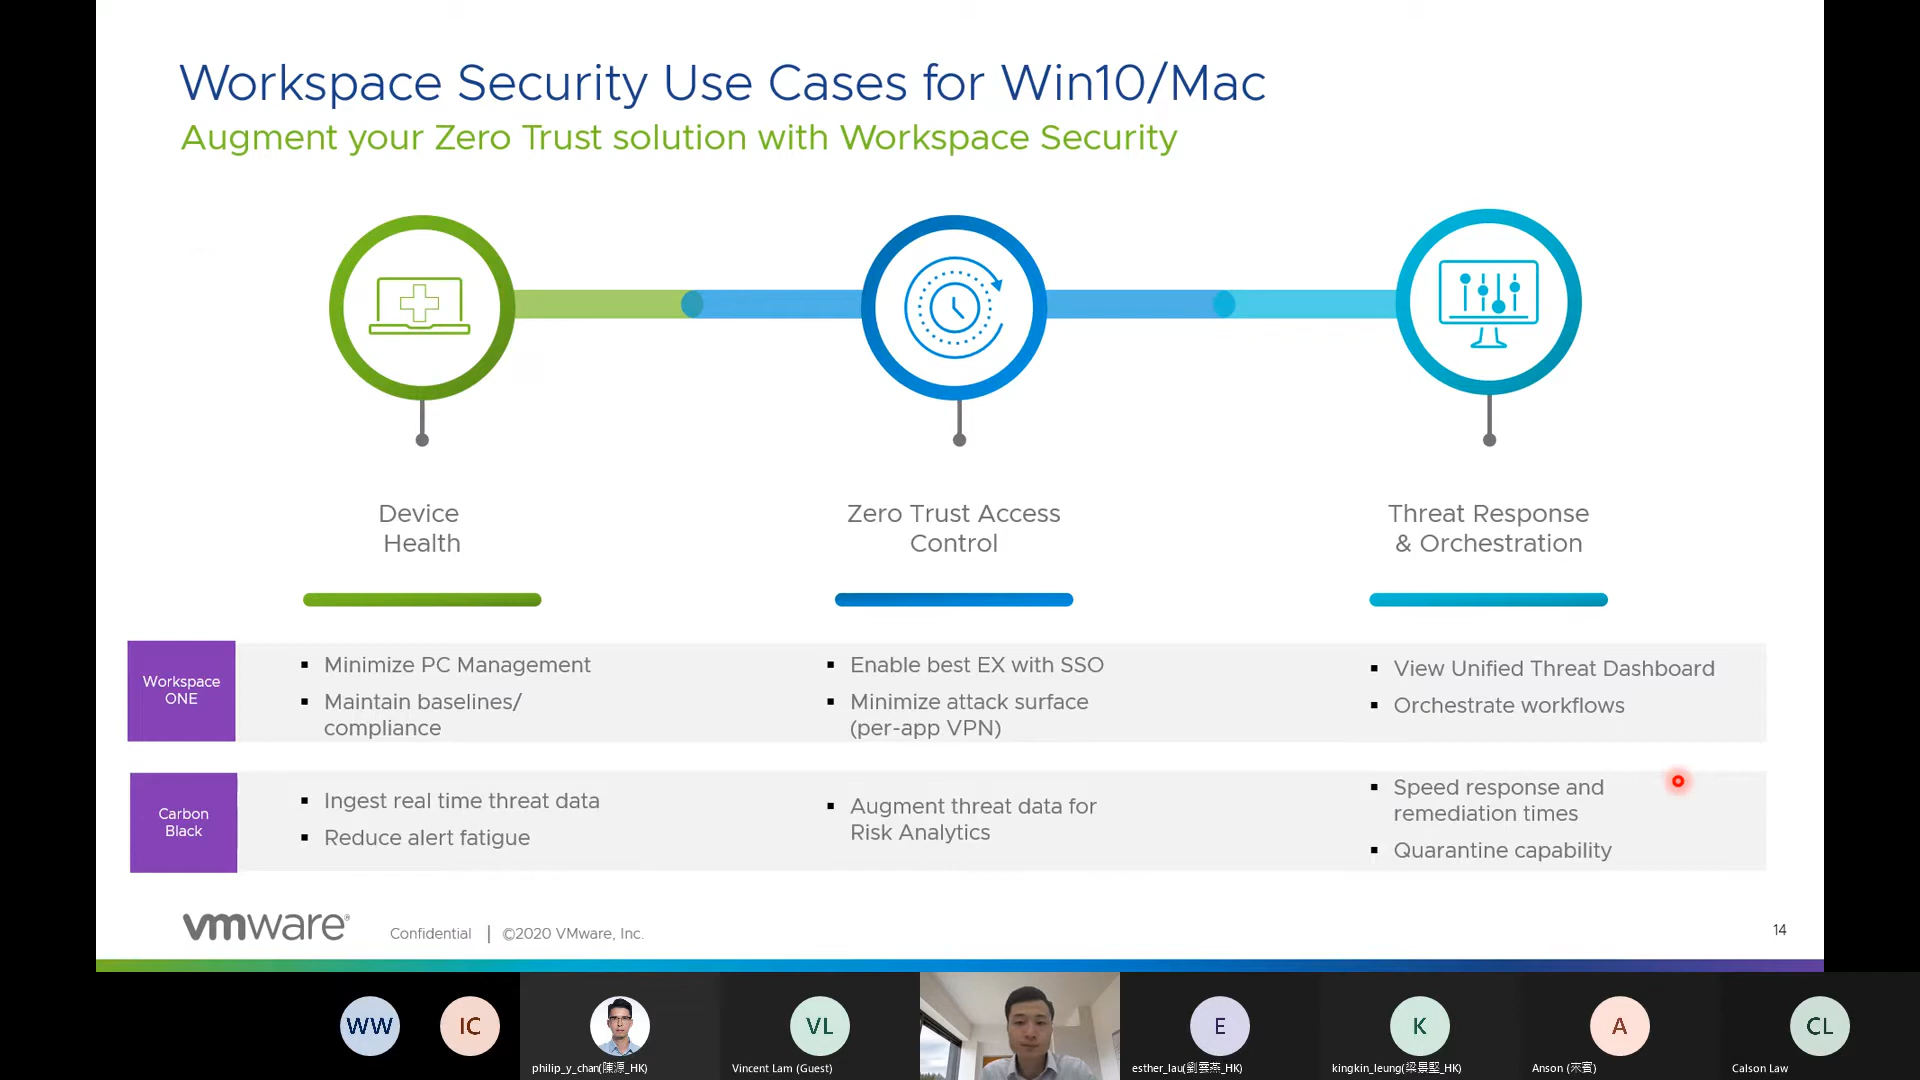 Workspace Security Use Cases for Win10/Mac
Augment your Zero Trust solution with Workspace Security
Device
Health
Zero Trust Access
Control
Threat Response
& Orchestration
Workspace
ONE
▪ Minimize PC Management
▪ Maintain baselines/
compliance
▪ Enable best EX with SSO
▪ Minimize attack surface
(per-app VPN)
▪ View Unified Threat Dashboard
▪ Orchestrate workflows
Carbon
Black
▪ Ingest real time threat data
▪ Reduce alert fatigue
▪ Augment threat data for
Risk Analytics
▪ Speed response and
remediation times
▪ Quarantine capability
vmware®
Confidential | ©2020 VMware, Inc.
14
WW
IC
VL
E
K
A
CL
philip_y_chan(陳源_HK)
Vincent Lam (Guest)
esther_lau(劉雲燕_HK)
kingkin_leung(梁景堅_HK)
Anson (宋賓)
Calson Law